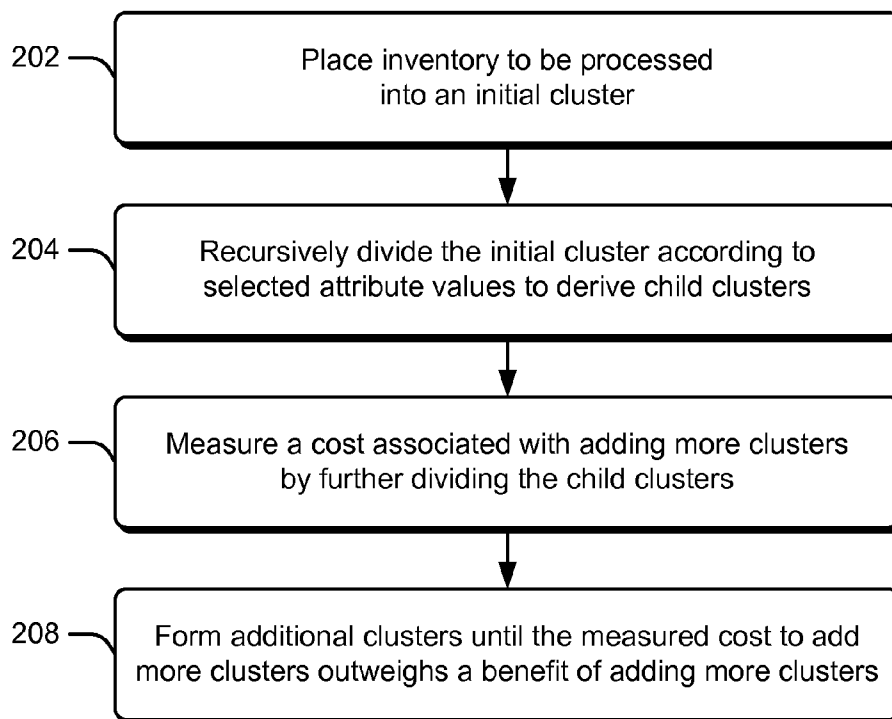 202
Place inventory to be processed
into an initial cluster
204
Recursively divide the initial cluster according to
selected attribute values to derive child clusters
206
Measure a cost associated with adding more clusters
by further dividing the child clusters
208
Form additional clusters until the measured cost to add
more clusters outweighs a benefit of adding more clusters